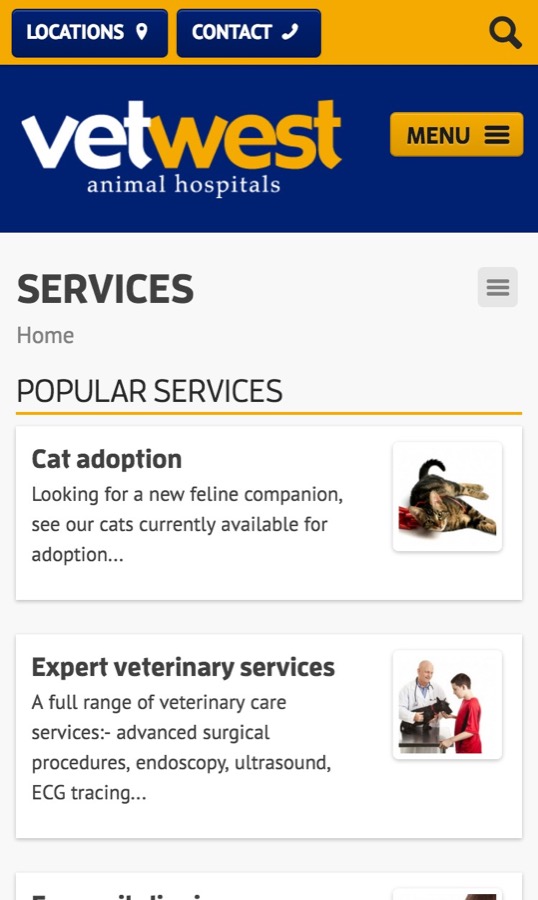 LOCATIONS
CONTACT
vetwest
animal hospitals
MENU
SERVICES
Home
POPULAR SERVICES
Cat adoption
Looking for a new feline companion,
see our cats currently available for
adoption...
Expert veterinary services
A full range of veterinary care
services:- advanced surgical
procedures, endoscopy, ultrasound,
ECG tracing...